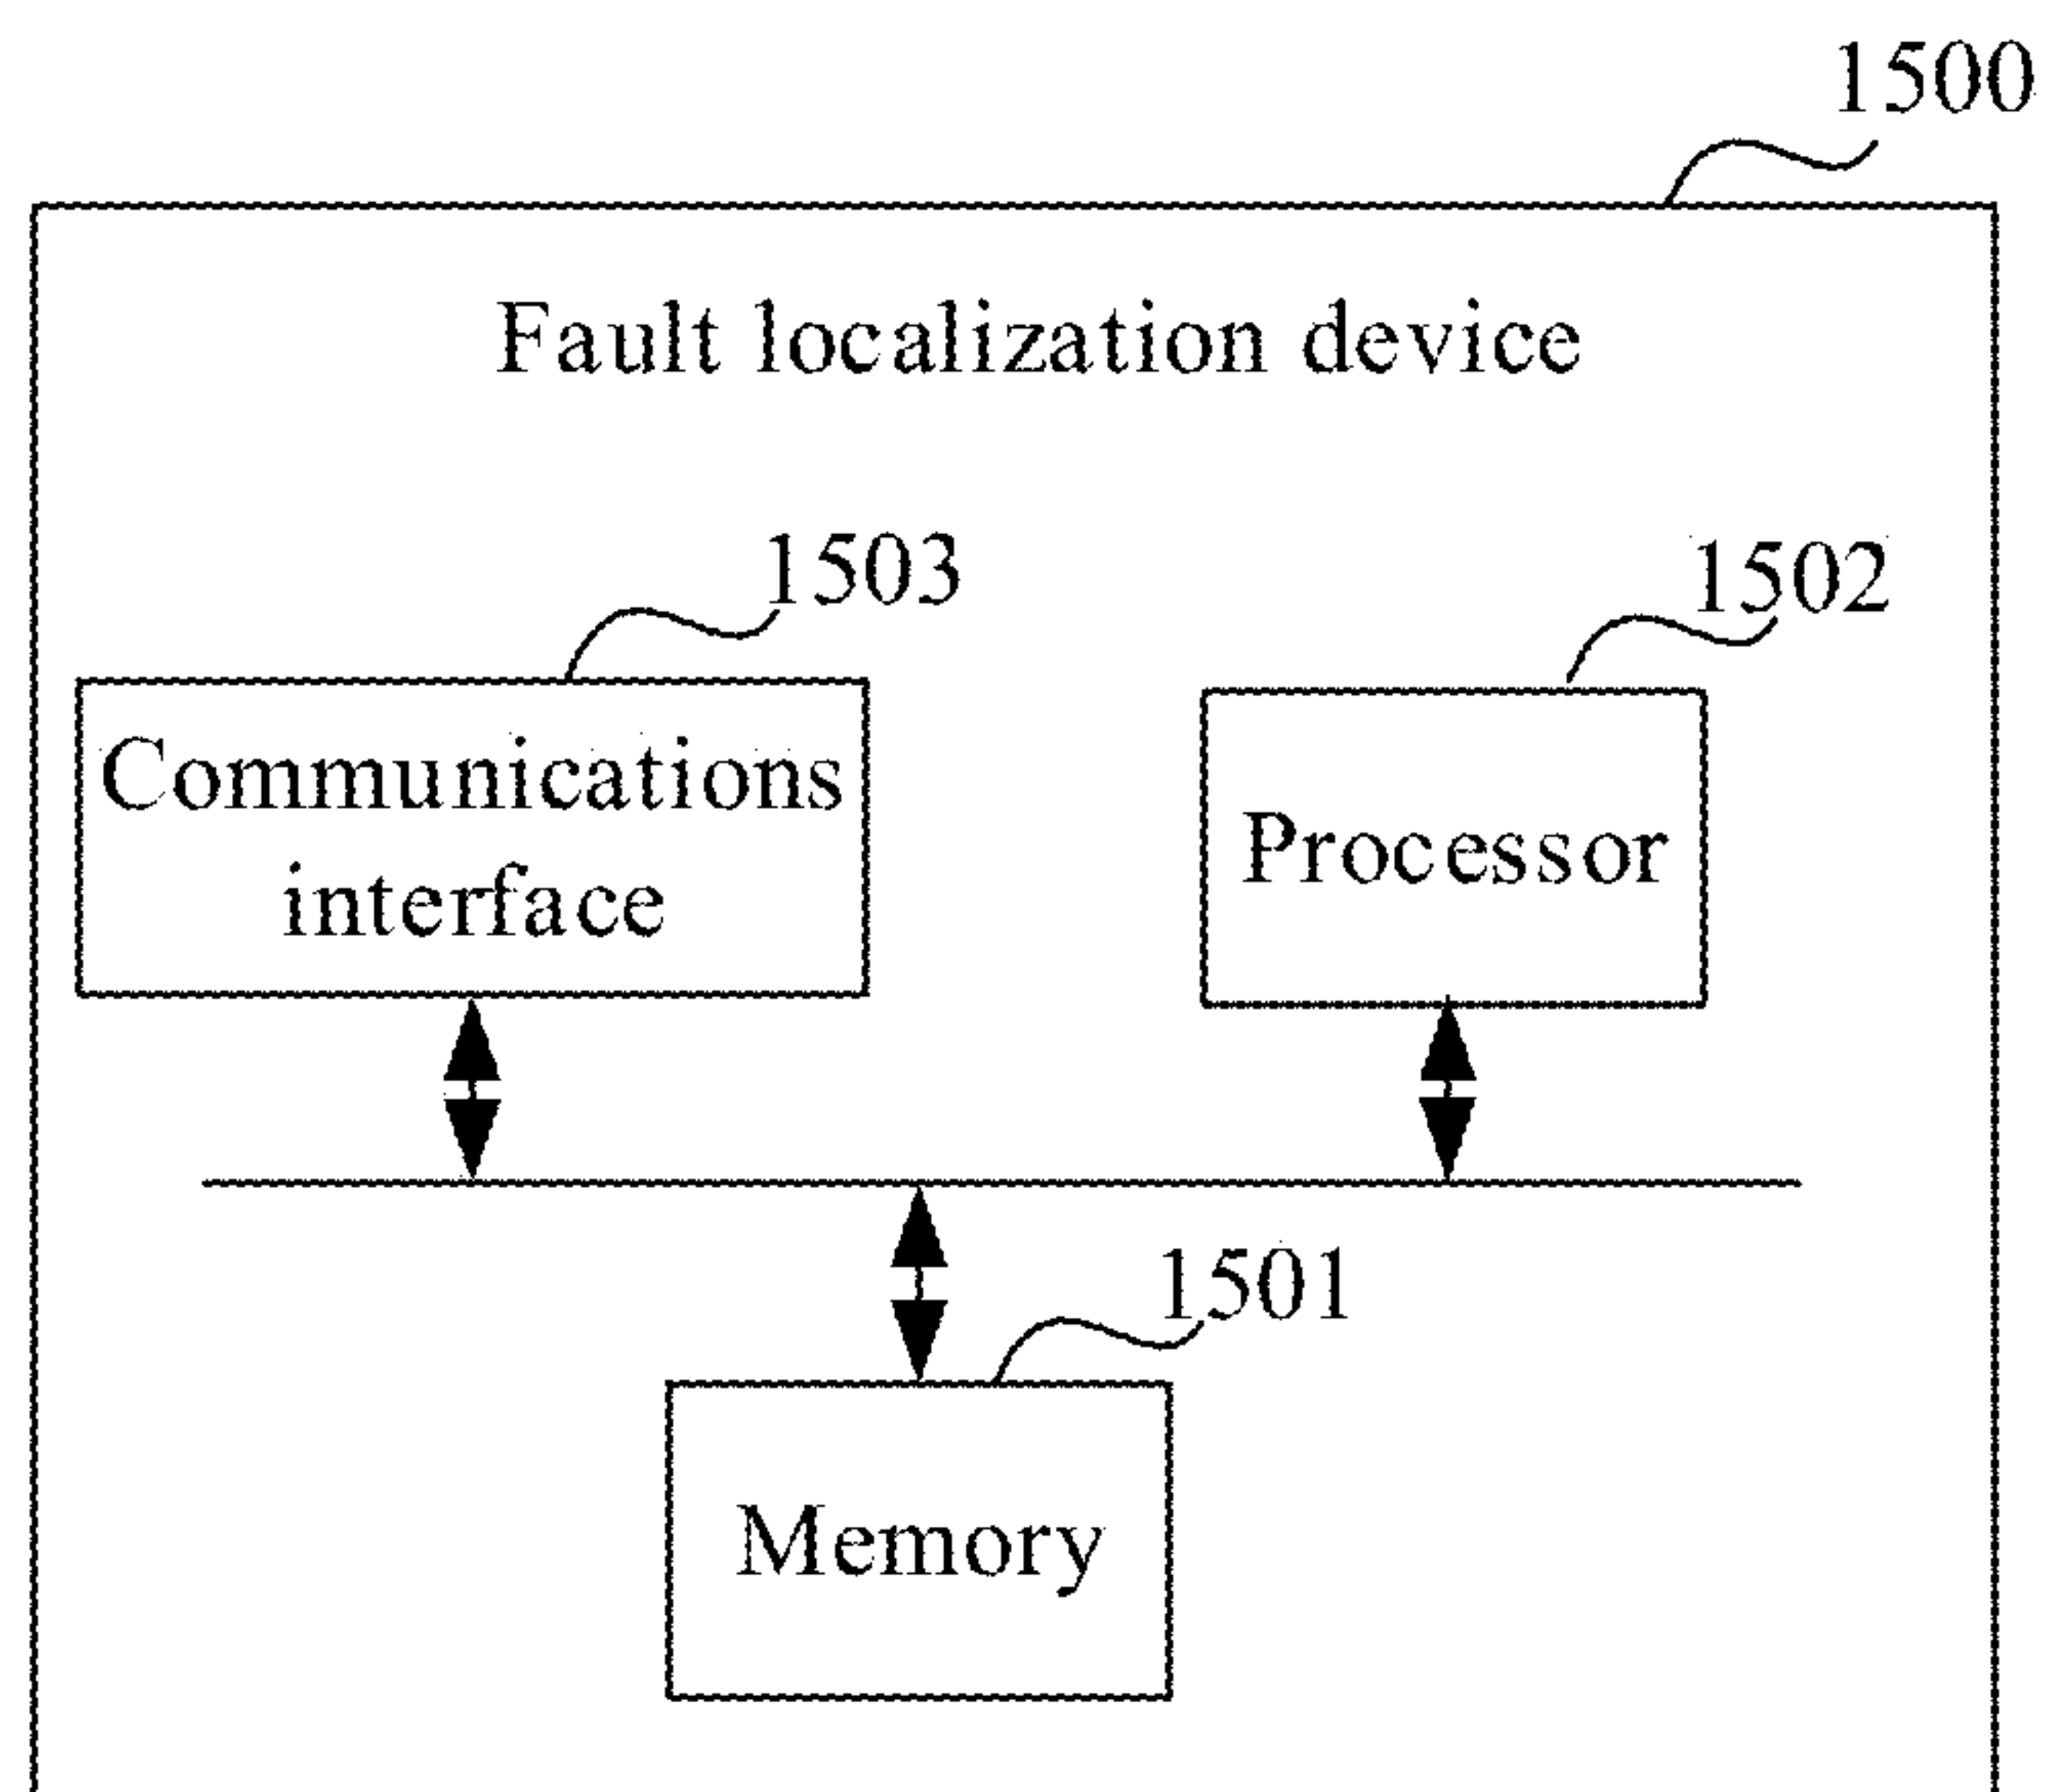 1500
Fault localization device
1503
1502
Communications
interface
Processor
1501
Memory